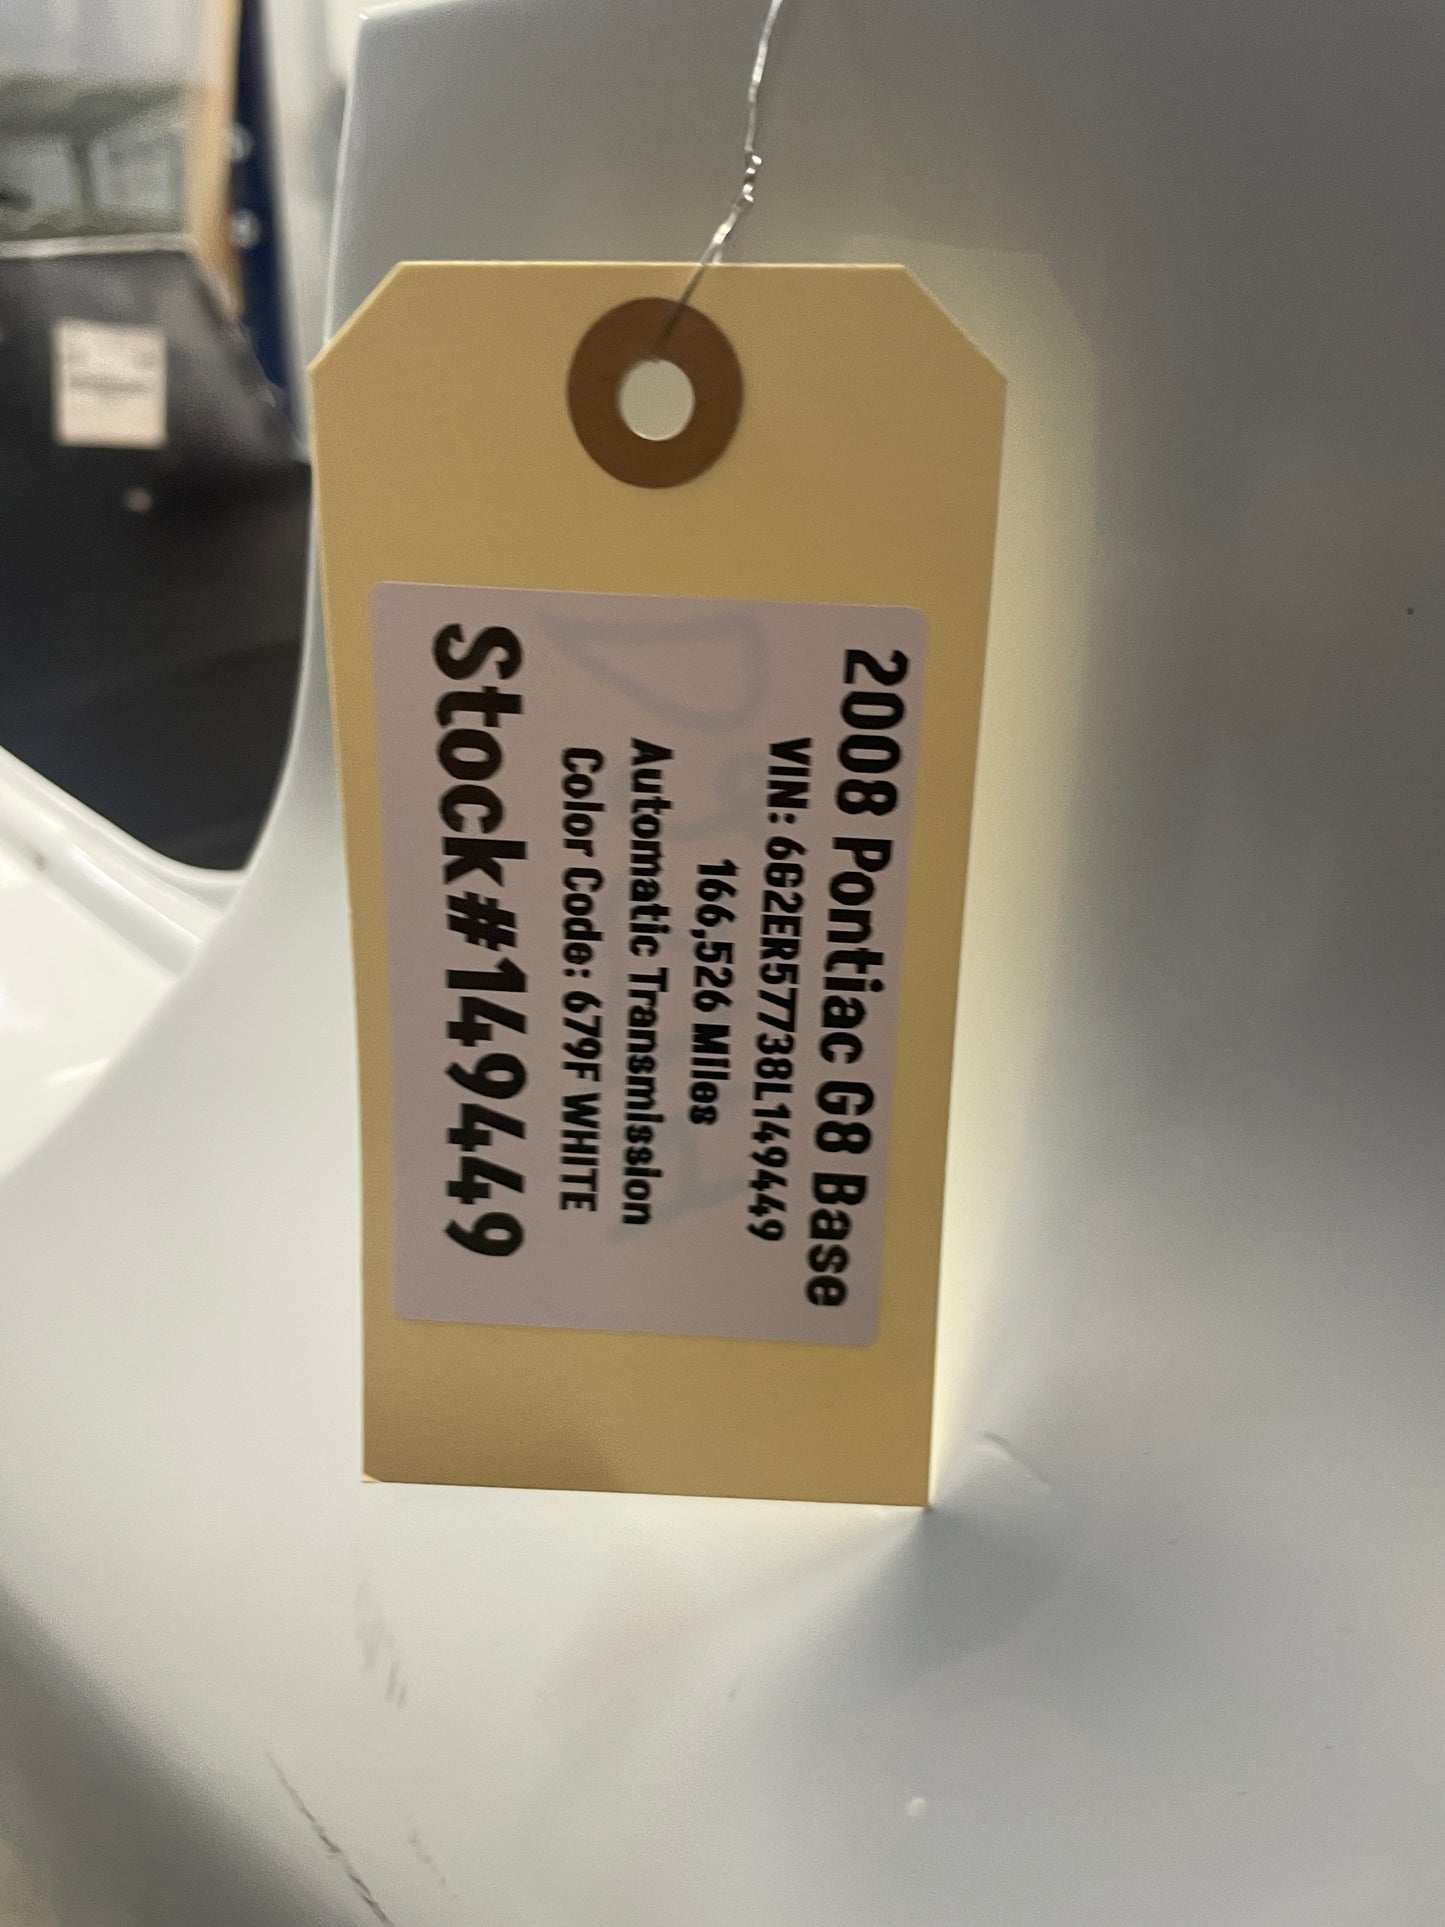 2008 Pontiac G8 Base
VIN: 6G2ER57738L149449
166,526 Miles
Automatic Transmission
Color Code: 679F WHITE
Stock#149449